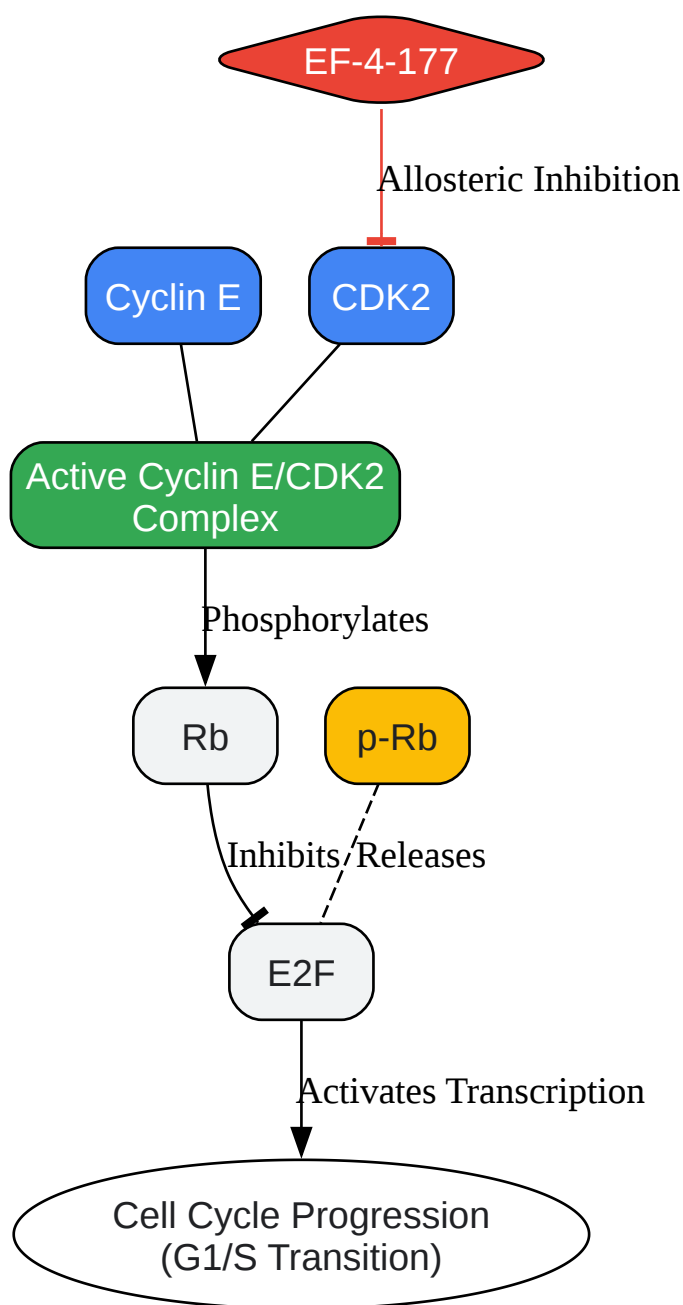 EF-4-177
Allosteric Inhibition
Cyclin E
CDK2
Active Cyclin E/CDK2
Complex
Phosphorylates
Rb
p-Rb
Inhibits
Releases
E2F
Activates Transcription
Cell Cycle Progression
(G1/S Transition)